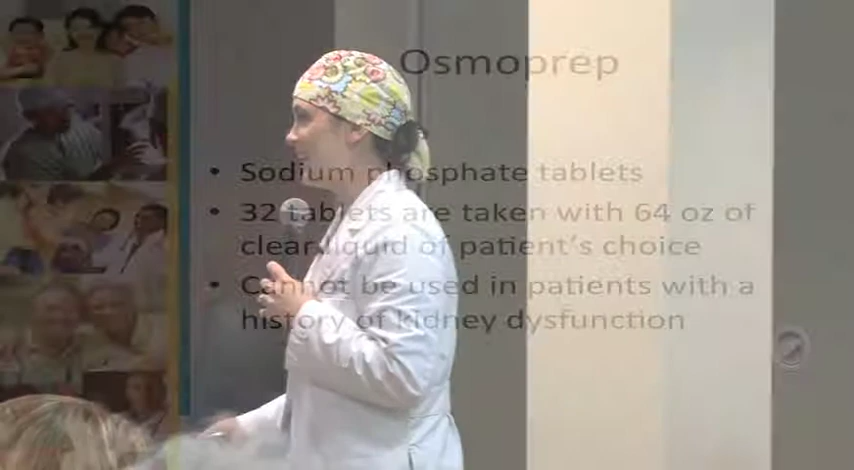 Osmoprep
• Sodium phosphate tablets
• 32 tablets are taken with 64 oz of
clear liquid of patient's choice
• Cannot be used in patients with a
history of kidney dysfunction